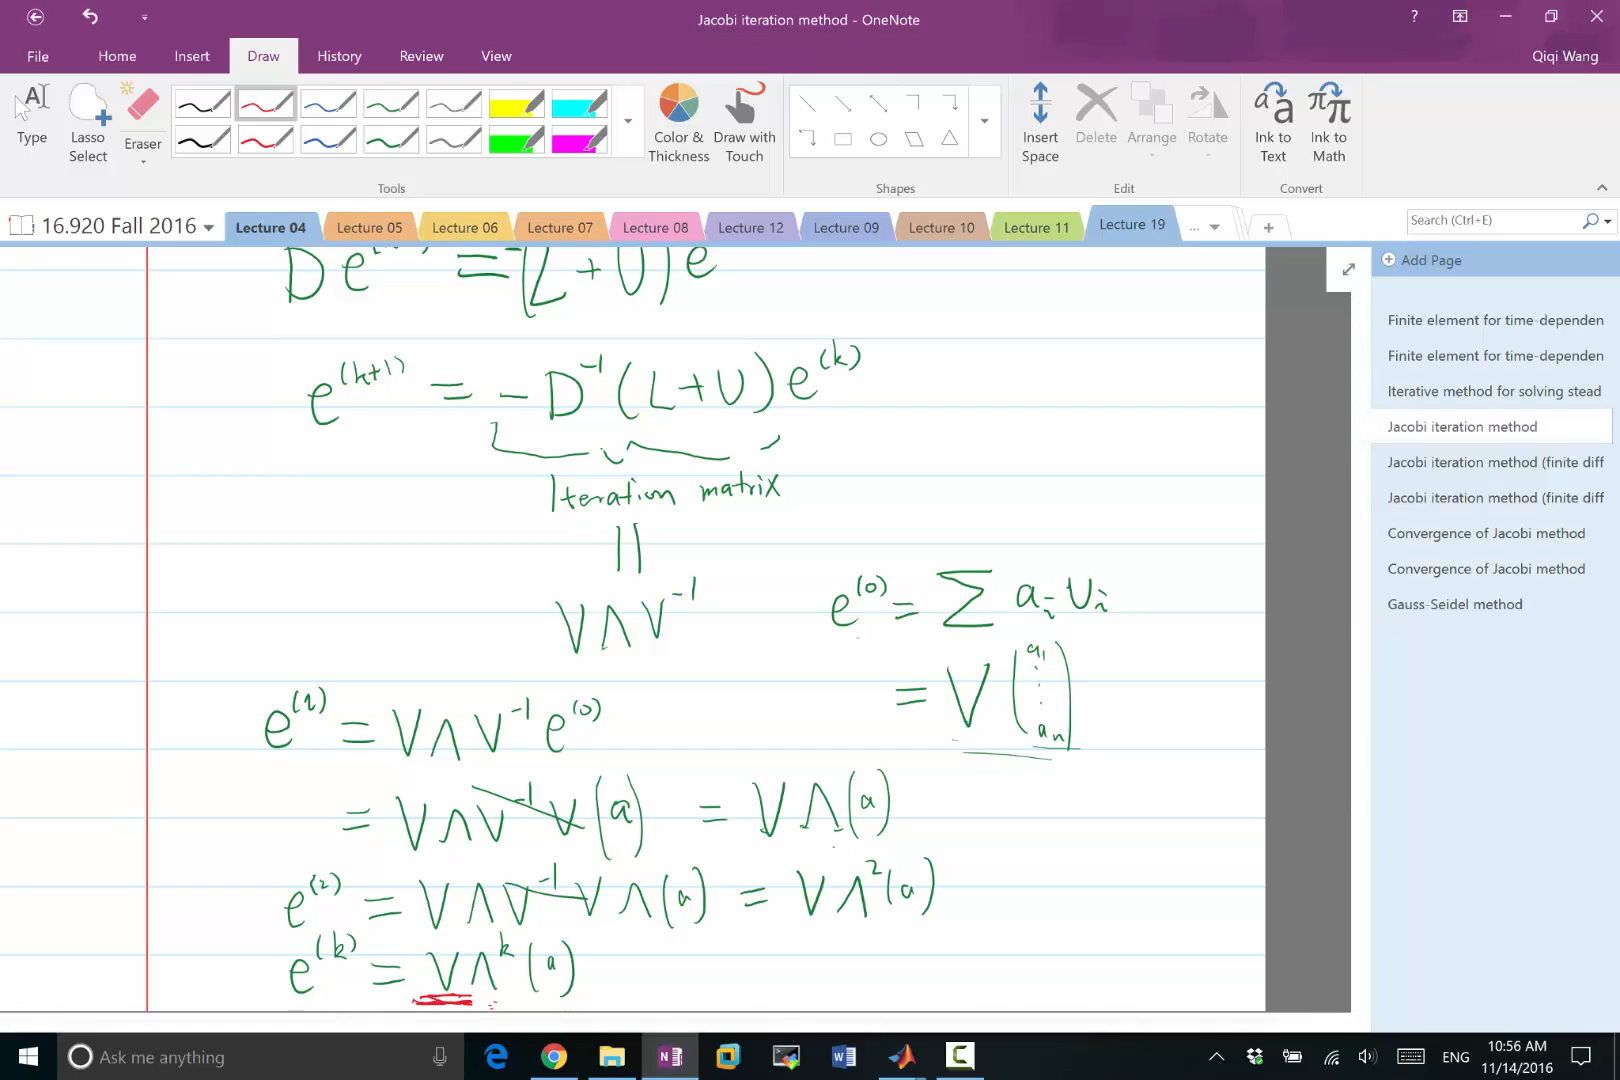 Jacobi iteration method - OneNote
?
File Home Insert Draw History Review View
Qiqi Wang
Type
Lasso Select
Eraser
Color & Thickness
Draw with Touch
Insert Space
Delete
Arrange
Rotate
Ink to Text
Ink to Math
Tools Shapes Edit Convert
16.920 Fall 2016
Lecture 04 Lecture 05 Lecture 06 Lecture 07 Lecture 08 Lecture 12 Lecture 09 Lecture 10 Lecture 11 Lecture 19 ...
Search (Ctrl+E)
Add Page
Finite element for time-dependen
Finite element for time-dependen
Iterative method for solving stead
Jacobi iteration method
Jacobi iteration method (finite diff
Jacobi iteration method (finite diff
Convergence of Jacobi method
Convergence of Jacobi method
Gauss-Seidel method
e^(k+1) = -D^-1 (L+U) e^(k)
Iteration matrix
||
VΛV^-1
e^(0) = Σ a_i v_i
= V (a_1 ⋮ a_n)
e^(1) = VΛV^-1 e^(0)
= VΛV^-1 V (a) = VΛ(a)
e^(2) = VΛV^-1 VΛ(a) = VΛ^2(a)
e^(k) = VΛ^k(a)
Ask me anything
ENG
10:56 AM
11/14/2016